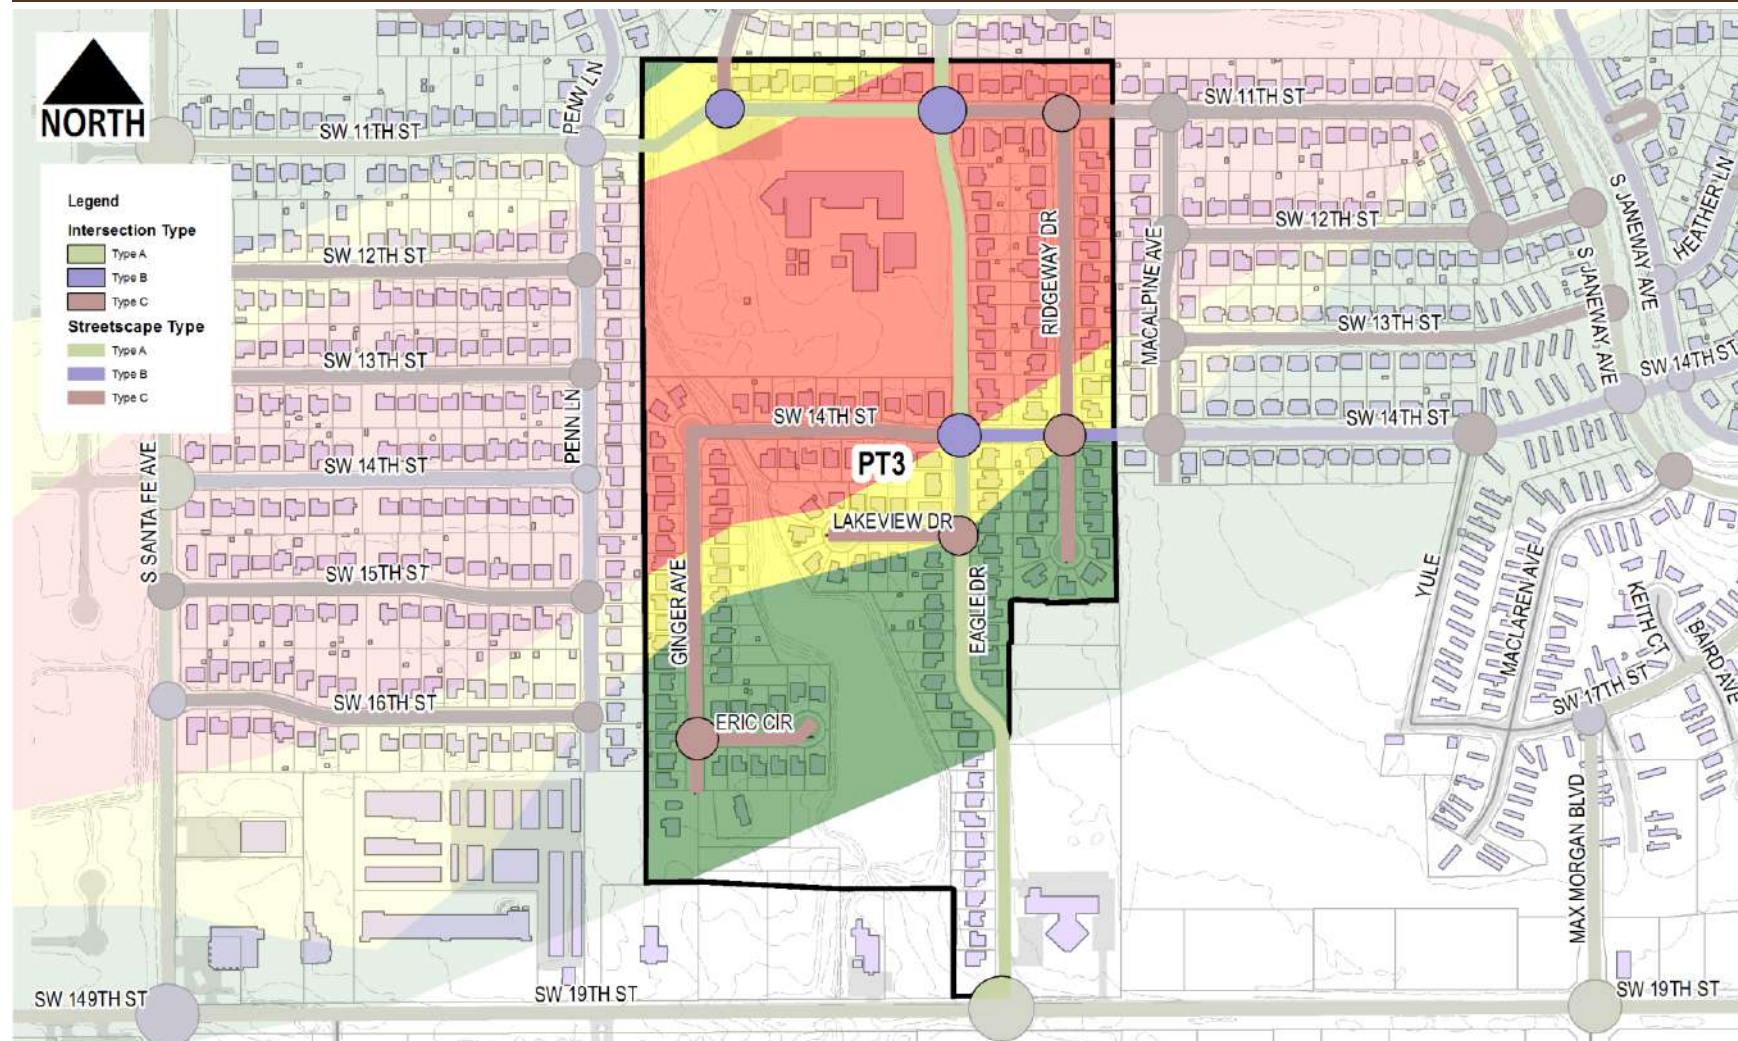 NORTH
Legend
Intersection Type
Type A
Type B
Type C
Streetscape Type
Type A
Type B
Type C
PENN LN
SW 11TH ST
SW 12TH ST
SW 13TH ST
PENN LN
SW 14TH ST
S SANTA FE AVE
SW 15TH ST
SW 16TH ST
SW 149TH ST
SW 19TH ST
SW 14TH ST
PT3
LAKEVIEW DR
GINGER AVE
EAGLE DR
ERIC CIR
RIDGEWAY DR
MACALPINE AVE
SW 11TH ST
SW 12TH ST
SW 13TH ST
SW 14TH ST
S JANEWAY AVE
S JANEWAY AVE
HEATHER LN
SW 14TH ST
YULE
MACLAREN AVE
KEITH CT
BAIRD AVE
SW 17TH ST
MAX MORGAN BLVD
SW 19TH ST